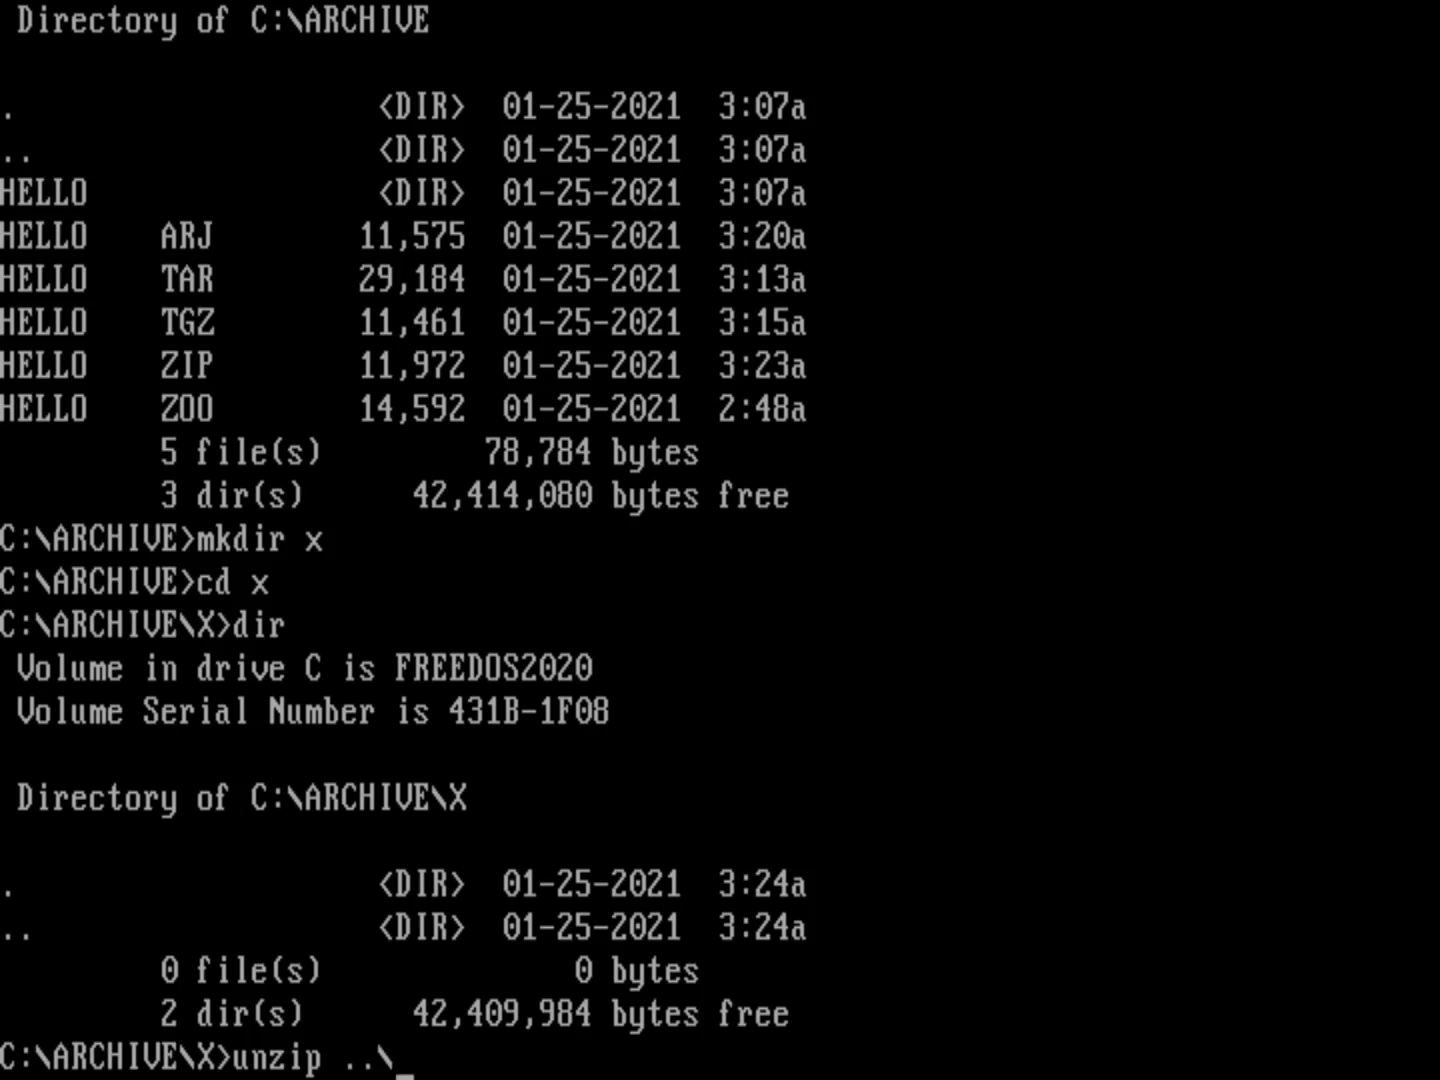 Directory of C:\ARCHIVE
. <DIR> 01-25-2021 3:07a
.. <DIR> 01-25-2021 3:07a
HELLO <DIR> 01-25-2021 3:07a
HELLO ARJ 11,575 01-25-2021 3:20a
HELLO TAR 29,184 01-25-2021 3:13a
HELLO TGZ 11,461 01-25-2021 3:15a
HELLO ZIP 11,972 01-25-2021 3:23a
HELLO ZOO 14,592 01-25-2021 2:48a
5 file(s) 78,784 bytes
3 dir(s) 42,414,080 bytes free
C:\ARCHIVE>mkdir x
C:\ARCHIVE>cd x
C:\ARCHIVE\X>dir
Volume in drive C is FREEDOS2020
Volume Serial Number is 431B-1F08
Directory of C:\ARCHIVE\X
. <DIR> 01-25-2021 3:24a
.. <DIR> 01-25-2021 3:24a
0 file(s) 0 bytes
2 dir(s) 42,409,984 bytes free
C:\ARCHIVE\X>unzip ..\_